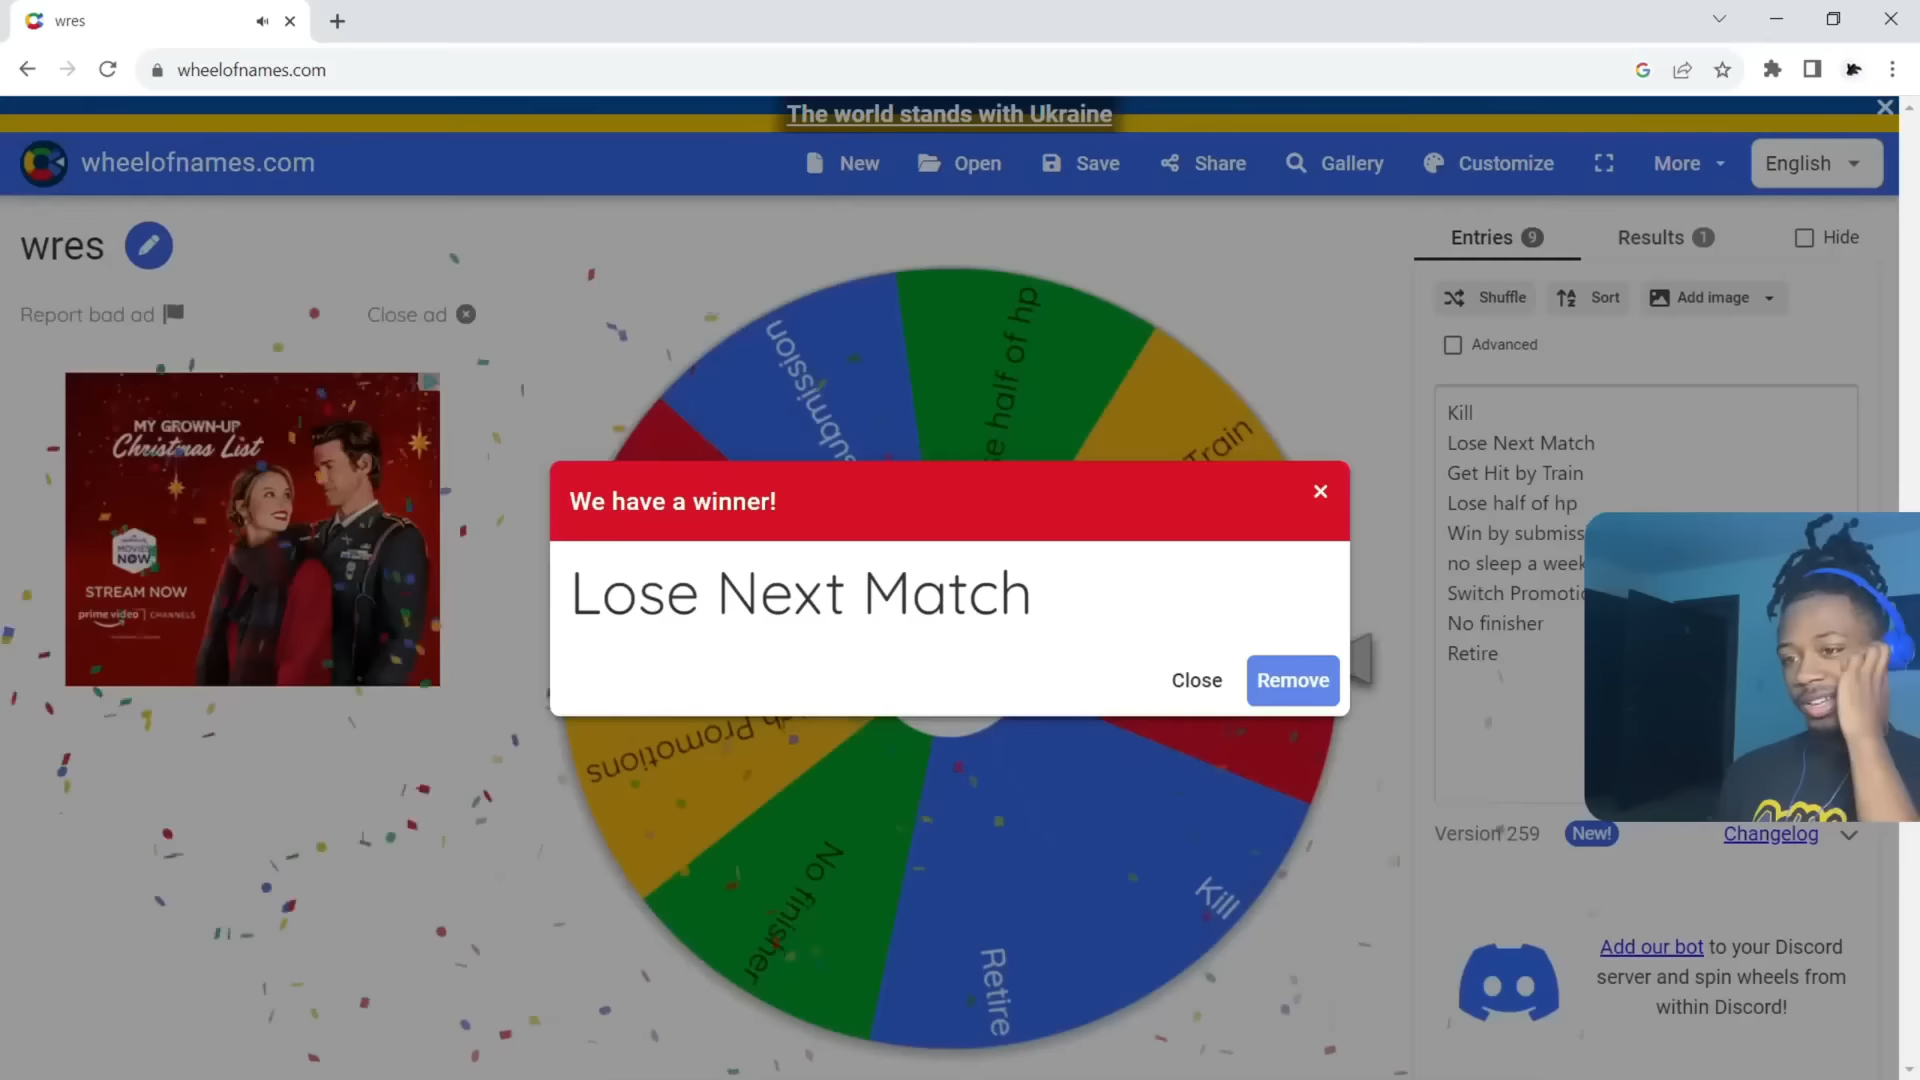 wres
wheelofnames.com
The world stands with Ukraine
wheelofnames.com
New
Open
Save
Share
Gallery
Customize
More
English
wres
Entries 9
Results 1
Hide
Report bad ad
Close ad
Shuffle
Sort
Add image
Advanced
MY GROWN-UP
Christmas List
MOVIES
NOW
STREAM NOW
prime video | CHANNELS
submission
e half of hp
Train
We have a winner!
Lose Next Match
Close
Remove
Promotions
No finisher
Retire
Kill
Kill
Lose Next Match
Get Hit by Train
Lose half of hp
Win by submiss
no sleep a week
Switch Promotio
No finisher
Retire
Version 259
New!
Changelog
Add our bot to your Discord
server and spin wheels from
within Discord!